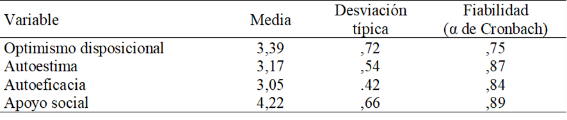 Variable Media Desviación típica Fiabilidad (α de Cronbach)
Optimismo disposicional 3,39 ,72 ,75
Autoestima 3,17 ,54 ,87
Autoeficacia 3,05 .42 ,84
Apoyo social 4,22 ,66 ,89